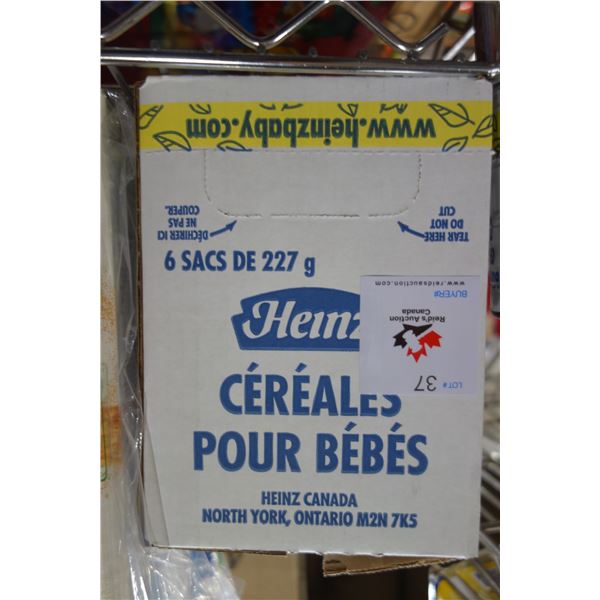 www.heinzbaby.com
TEAR HERE
DO NOT
CUT
DÉCHIRER ICI
NE PAS
COUPER.
6 SACS DE 227 g
Heinz
CÉRÉALES
POUR BÉBÉS
HEINZ CANADA
NORTH YORK, ONTARIO M2N 7K5
LOT#
37
Reid's Auction
Canada
BUYER#
www.reidsauction.com